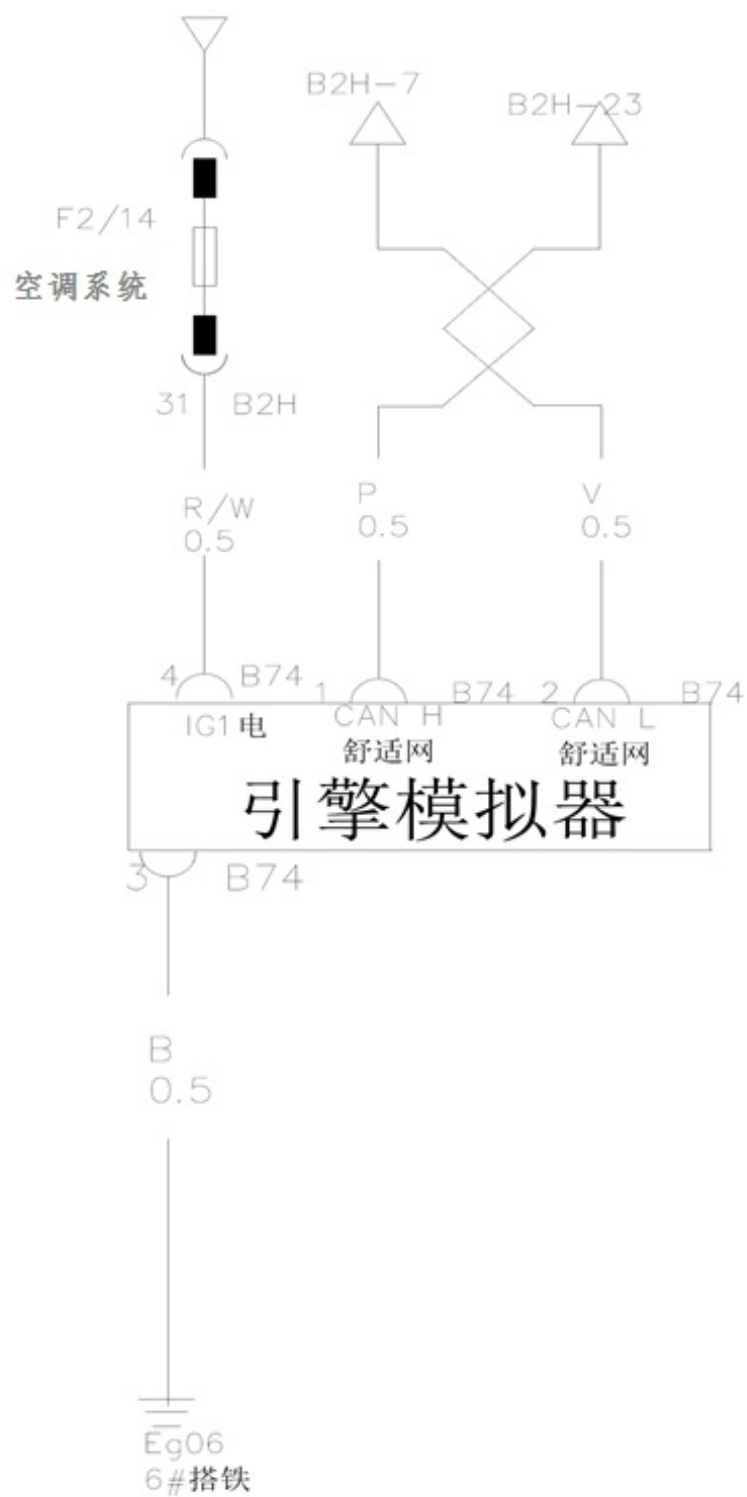 B2H-7
B2H-23
F2/14
空调系统
31 B2H
R/W
0.5
P
0.5
V
0.5
4 B74
1 B74
2 B74
IG1电
CAN H
舒适网
CAN L
舒适网
引擎模拟器
3 B74
B
0.5
Eg06
6#搭铁